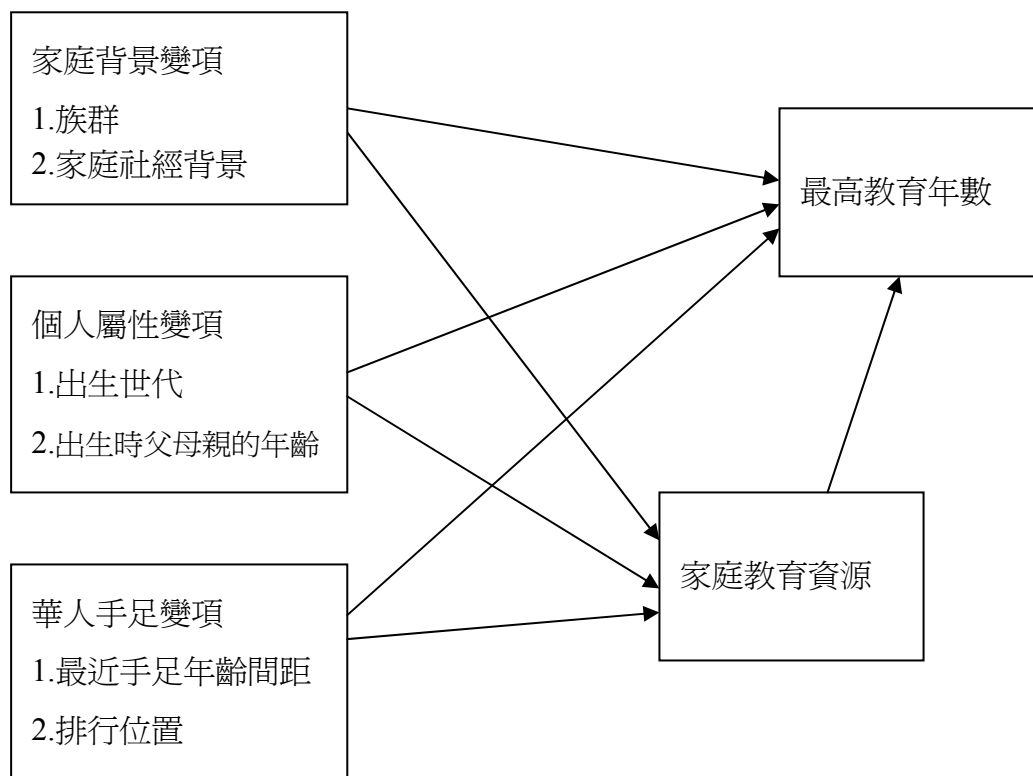 家庭背景變項
1.族群
2.家庭社經背景
最高教育年數
個人屬性變項
1.出生世代
2.出生時父母親的年齡
家庭教育資源
華人手足變項
1.最近手足年齡間距
2.排行位置